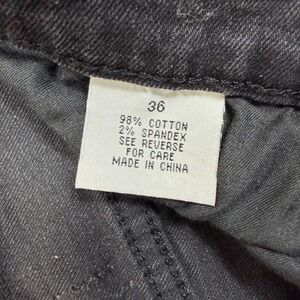 36
98% COTTON
2% SPANDEX
SEE REVERSE
FOR CARE
MADE IN CHINA